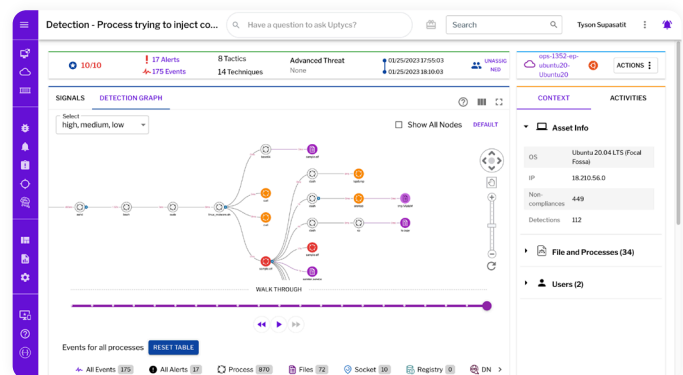 Detection - Process trying to inject co...
Have a question to ask Uptycs?
Search
Tyson Supasatit
10/10
17 Alerts
175 Events
8 Tactics
14 Techniques
Advanced Threat
None
01/25/2023 17:55:03
01/25/2023 18:10:03
UNASSIG
NED
ops-1352-ep-
ubuntu20-
Ubuntu20
ACTIONS
SIGNALS
DETECTION GRAPH
CONTEXT
ACTIVITIES
Select
high, medium, low
Show All Nodes
DEFAULT
Asset Info
OS
Ubuntu 20.04 LTS (Focal
Fossa)
IP
18.210.56.0
Non-
compliances
449
Detections
112
File and Processes (34)
Users (2)
WALK THROUGH
Events for all processes
RESET TABLE
All Events 175
All Alerts 17
Process 870
Files 72
Socket 10
Registry 0
DN